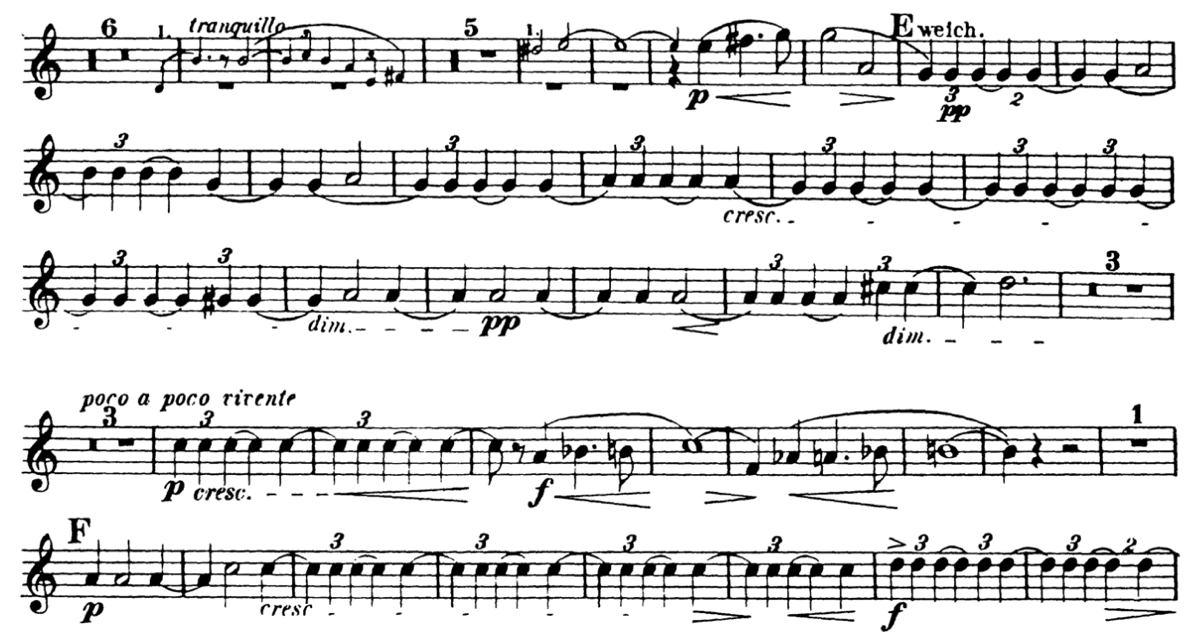 6 1. tranquillo 3 5 1. E weich.
p 3 pp 2
3 3 3 3 3 3
cresc.
3 3 3 3 3
dim. pp dim.
poco a poco vivente
3 3 3 1
p cresc. f
F
3 3 3 3 3 3 3 2
p cresc f